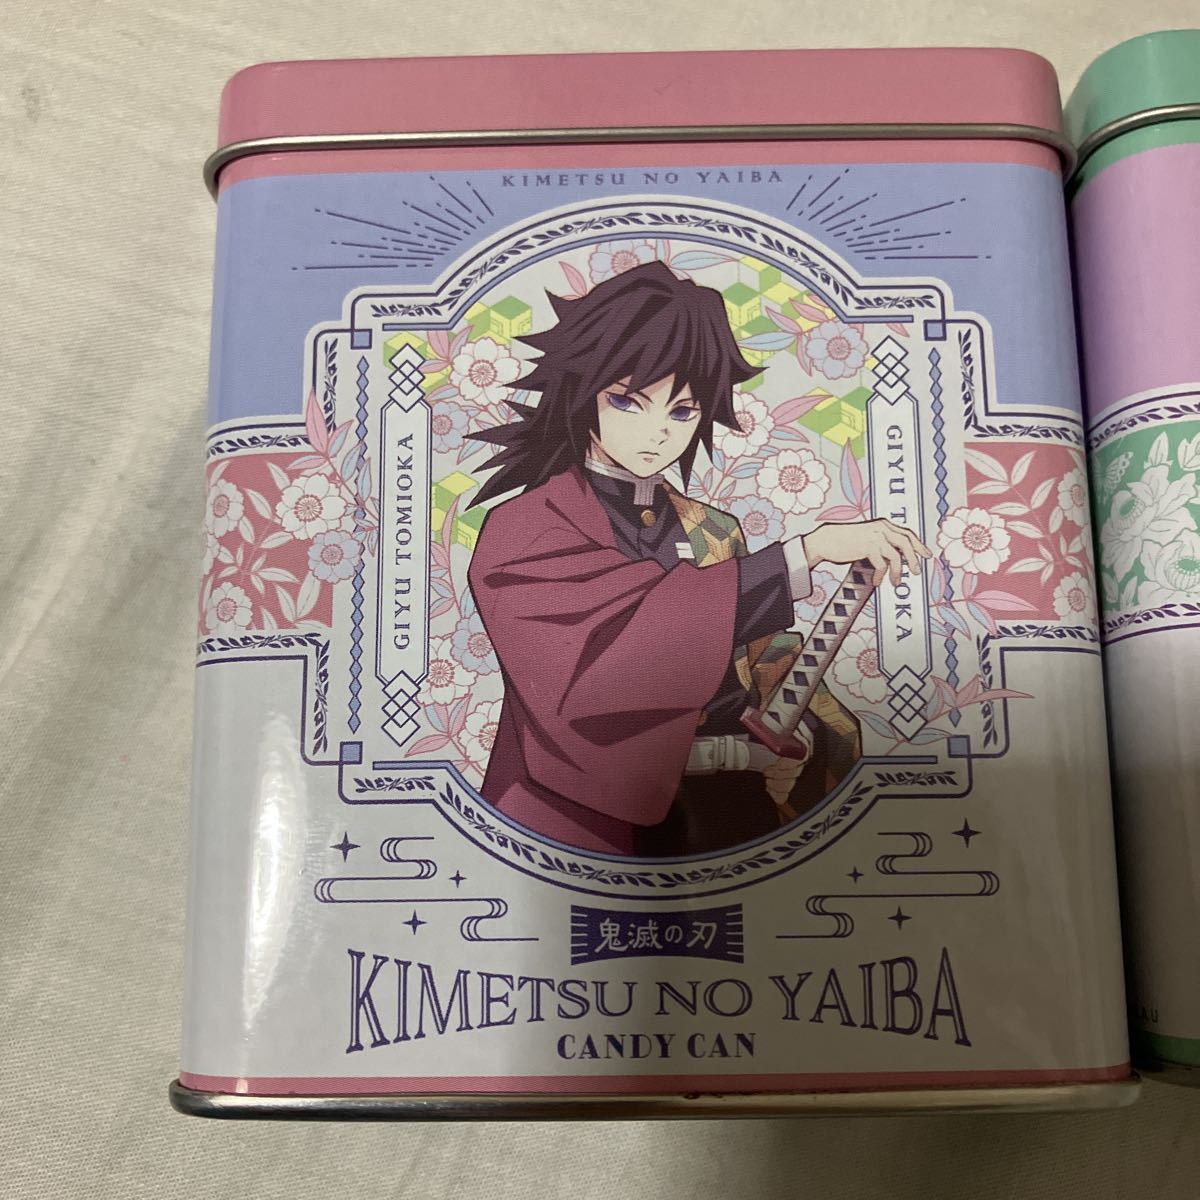 KIMETSU NO YAIBA
GIYU TOMIOKA
GIYU TOMIOKA
鬼滅の刃
KIMETSU NO YAIBA
CANDY CAN